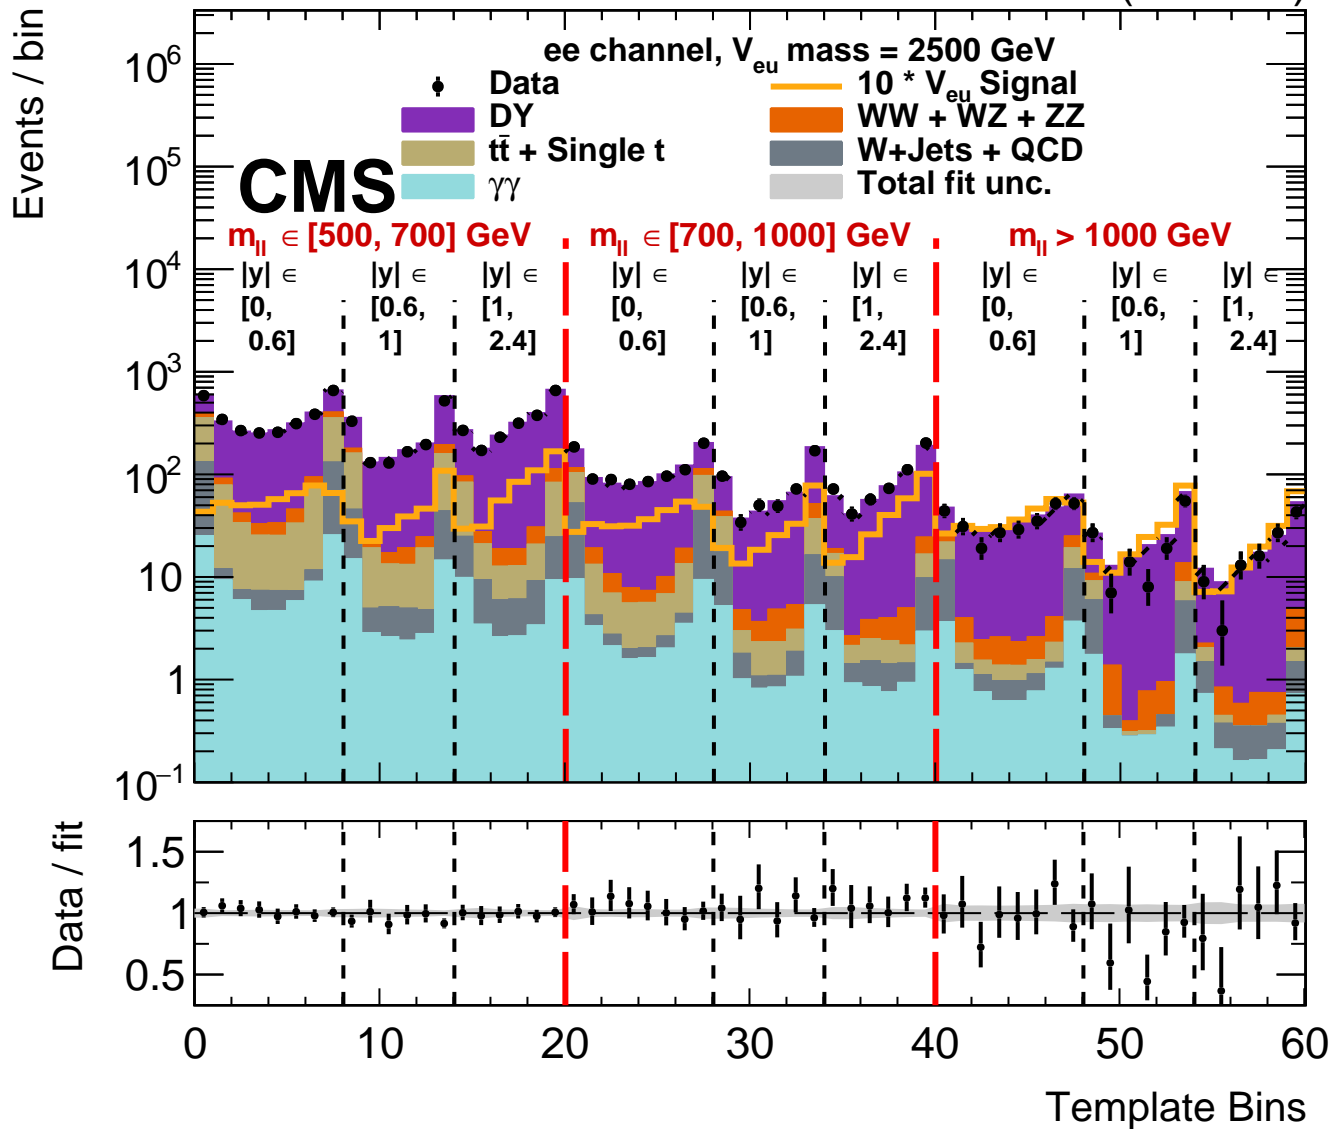 ee channel, V_eu mass = 2500 GeV
Data
10 * V_eu Signal
DY
WW + WZ + ZZ
tt̄ + Single t
W+Jets + QCD
γγ
Total fit unc.
CMS
m_ll ∈ [500, 700] GeV
m_ll ∈ [700, 1000] GeV
m_ll > 1000 GeV
|y| ∈
[0,
0.6]
|y| ∈
[0.6,
1]
|y| ∈
[1,
2.4]
|y| ∈
[0,
0.6]
|y| ∈
[0.6,
1]
|y| ∈
[1,
2.4]
|y| ∈
[0,
0.6]
|y| ∈
[0.6,
1]
|y| ∈
[1,
2.4]
Events / bin
10^6
10^5
10^4
10^3
10^2
10
1
10^−1
Data / fit
1.5
1
0.5
0 10 20 30 40 50 60
Template Bins